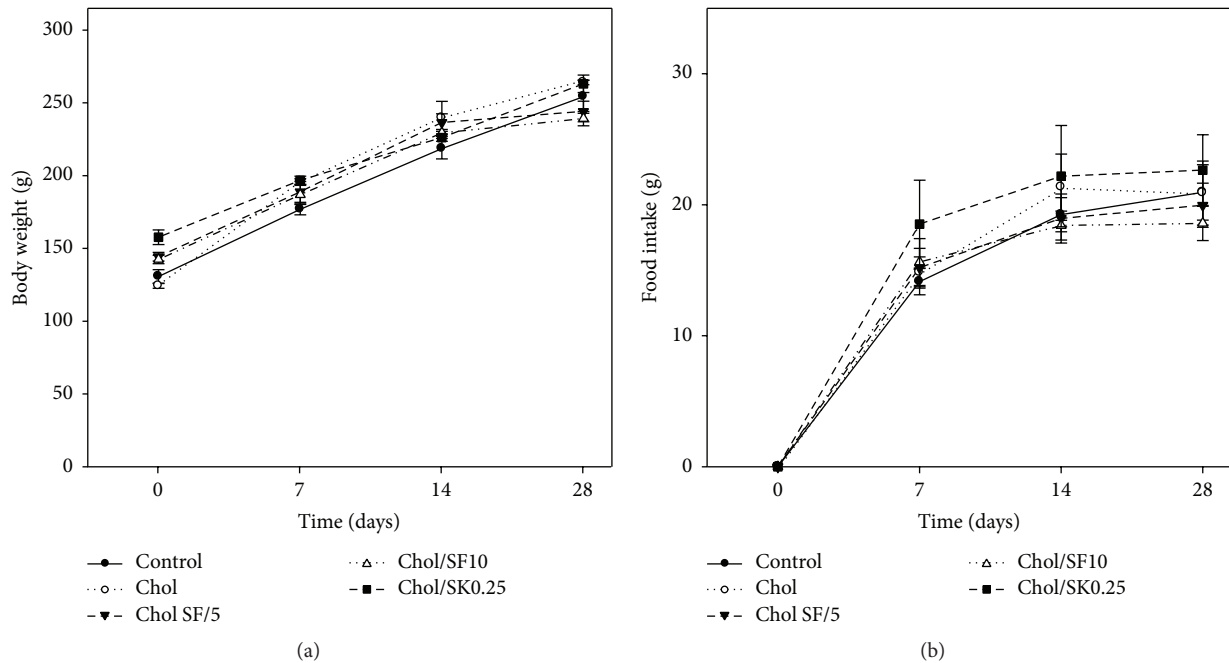 300
250
200
150
100
50
0
Body weight (g)
0 7 14 28
Time (days)
Control
Chol
Chol SF/5
Chol/SF10
Chol/SK0.25
(a)
30
20
10
0
Food intake (g)
0 7 14 28
Time (days)
Control
Chol
Chol SF/5
Chol/SF10
Chol/SK0.25
(b)